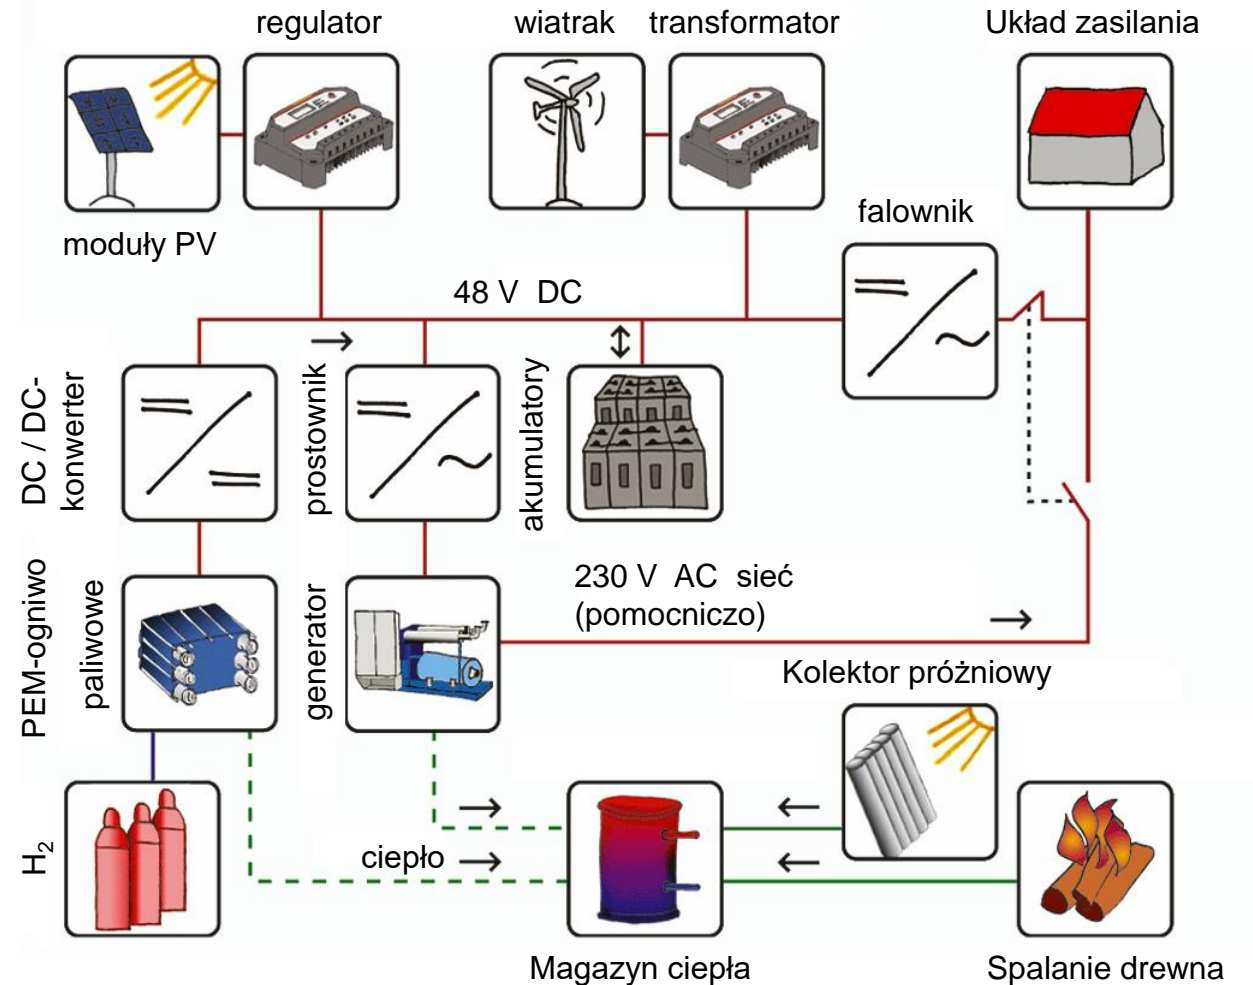 regulator
wiatrak
transformator
Układ zasilania
moduły PV
falownik
48 V DC
DC / DC-
konwerter
prostownik
akumulatory
PEM-ogniwo
paliwowe
generator
230 V AC sieć
(pomocniczo)
Kolektor próżniowy
H₂
ciepło
Magazyn ciepła
Spalanie drewna